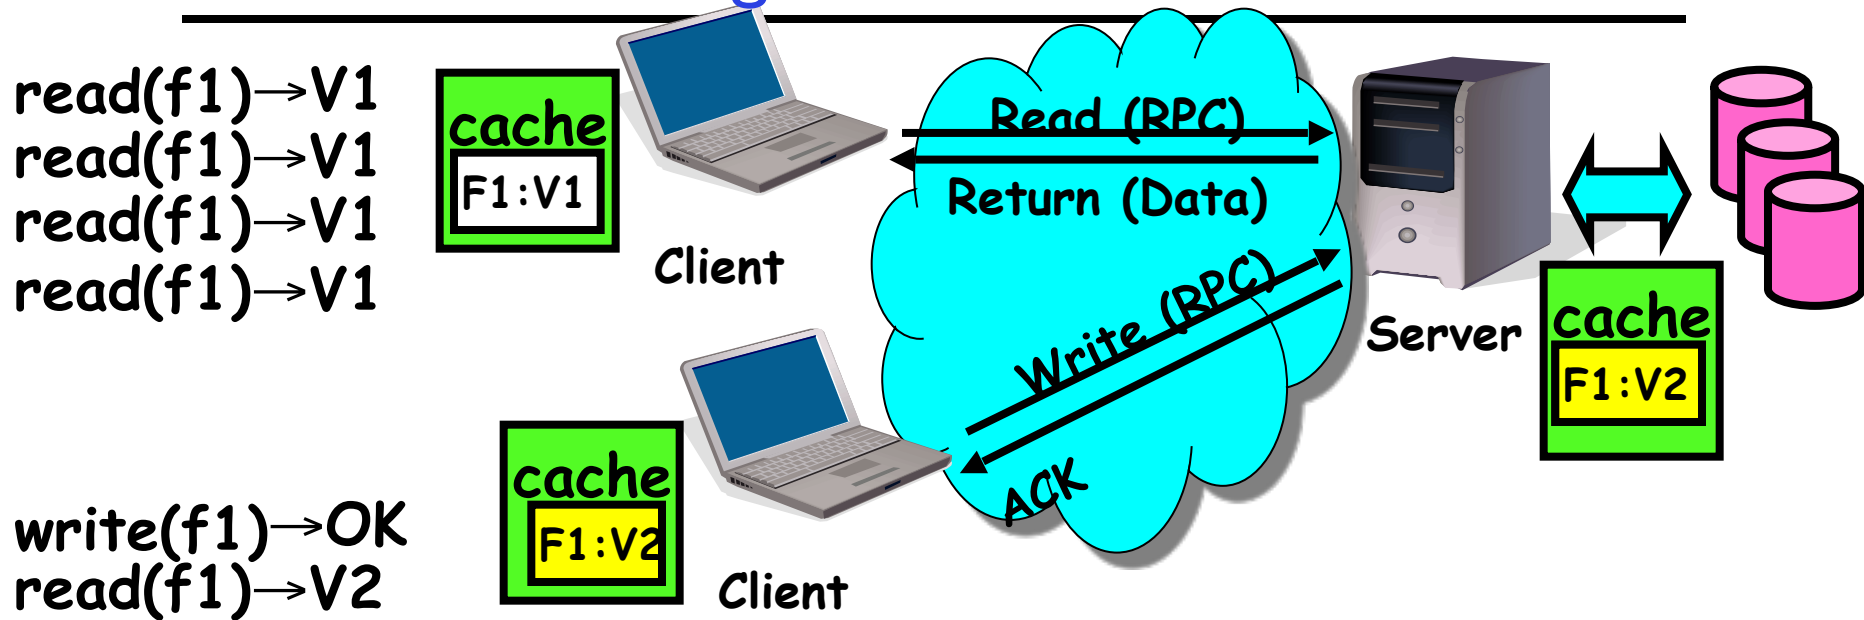 read(f1)→V1
read(f1)→V1
read(f1)→V1
read(f1)→V1
cache
F1:V1
Client
Read (RPC)
Return (Data)
Write (RPC)
ACK
Server
cache
F1:V2
write(f1)→OK
read(f1)→V2
cache
F1:V2
Client